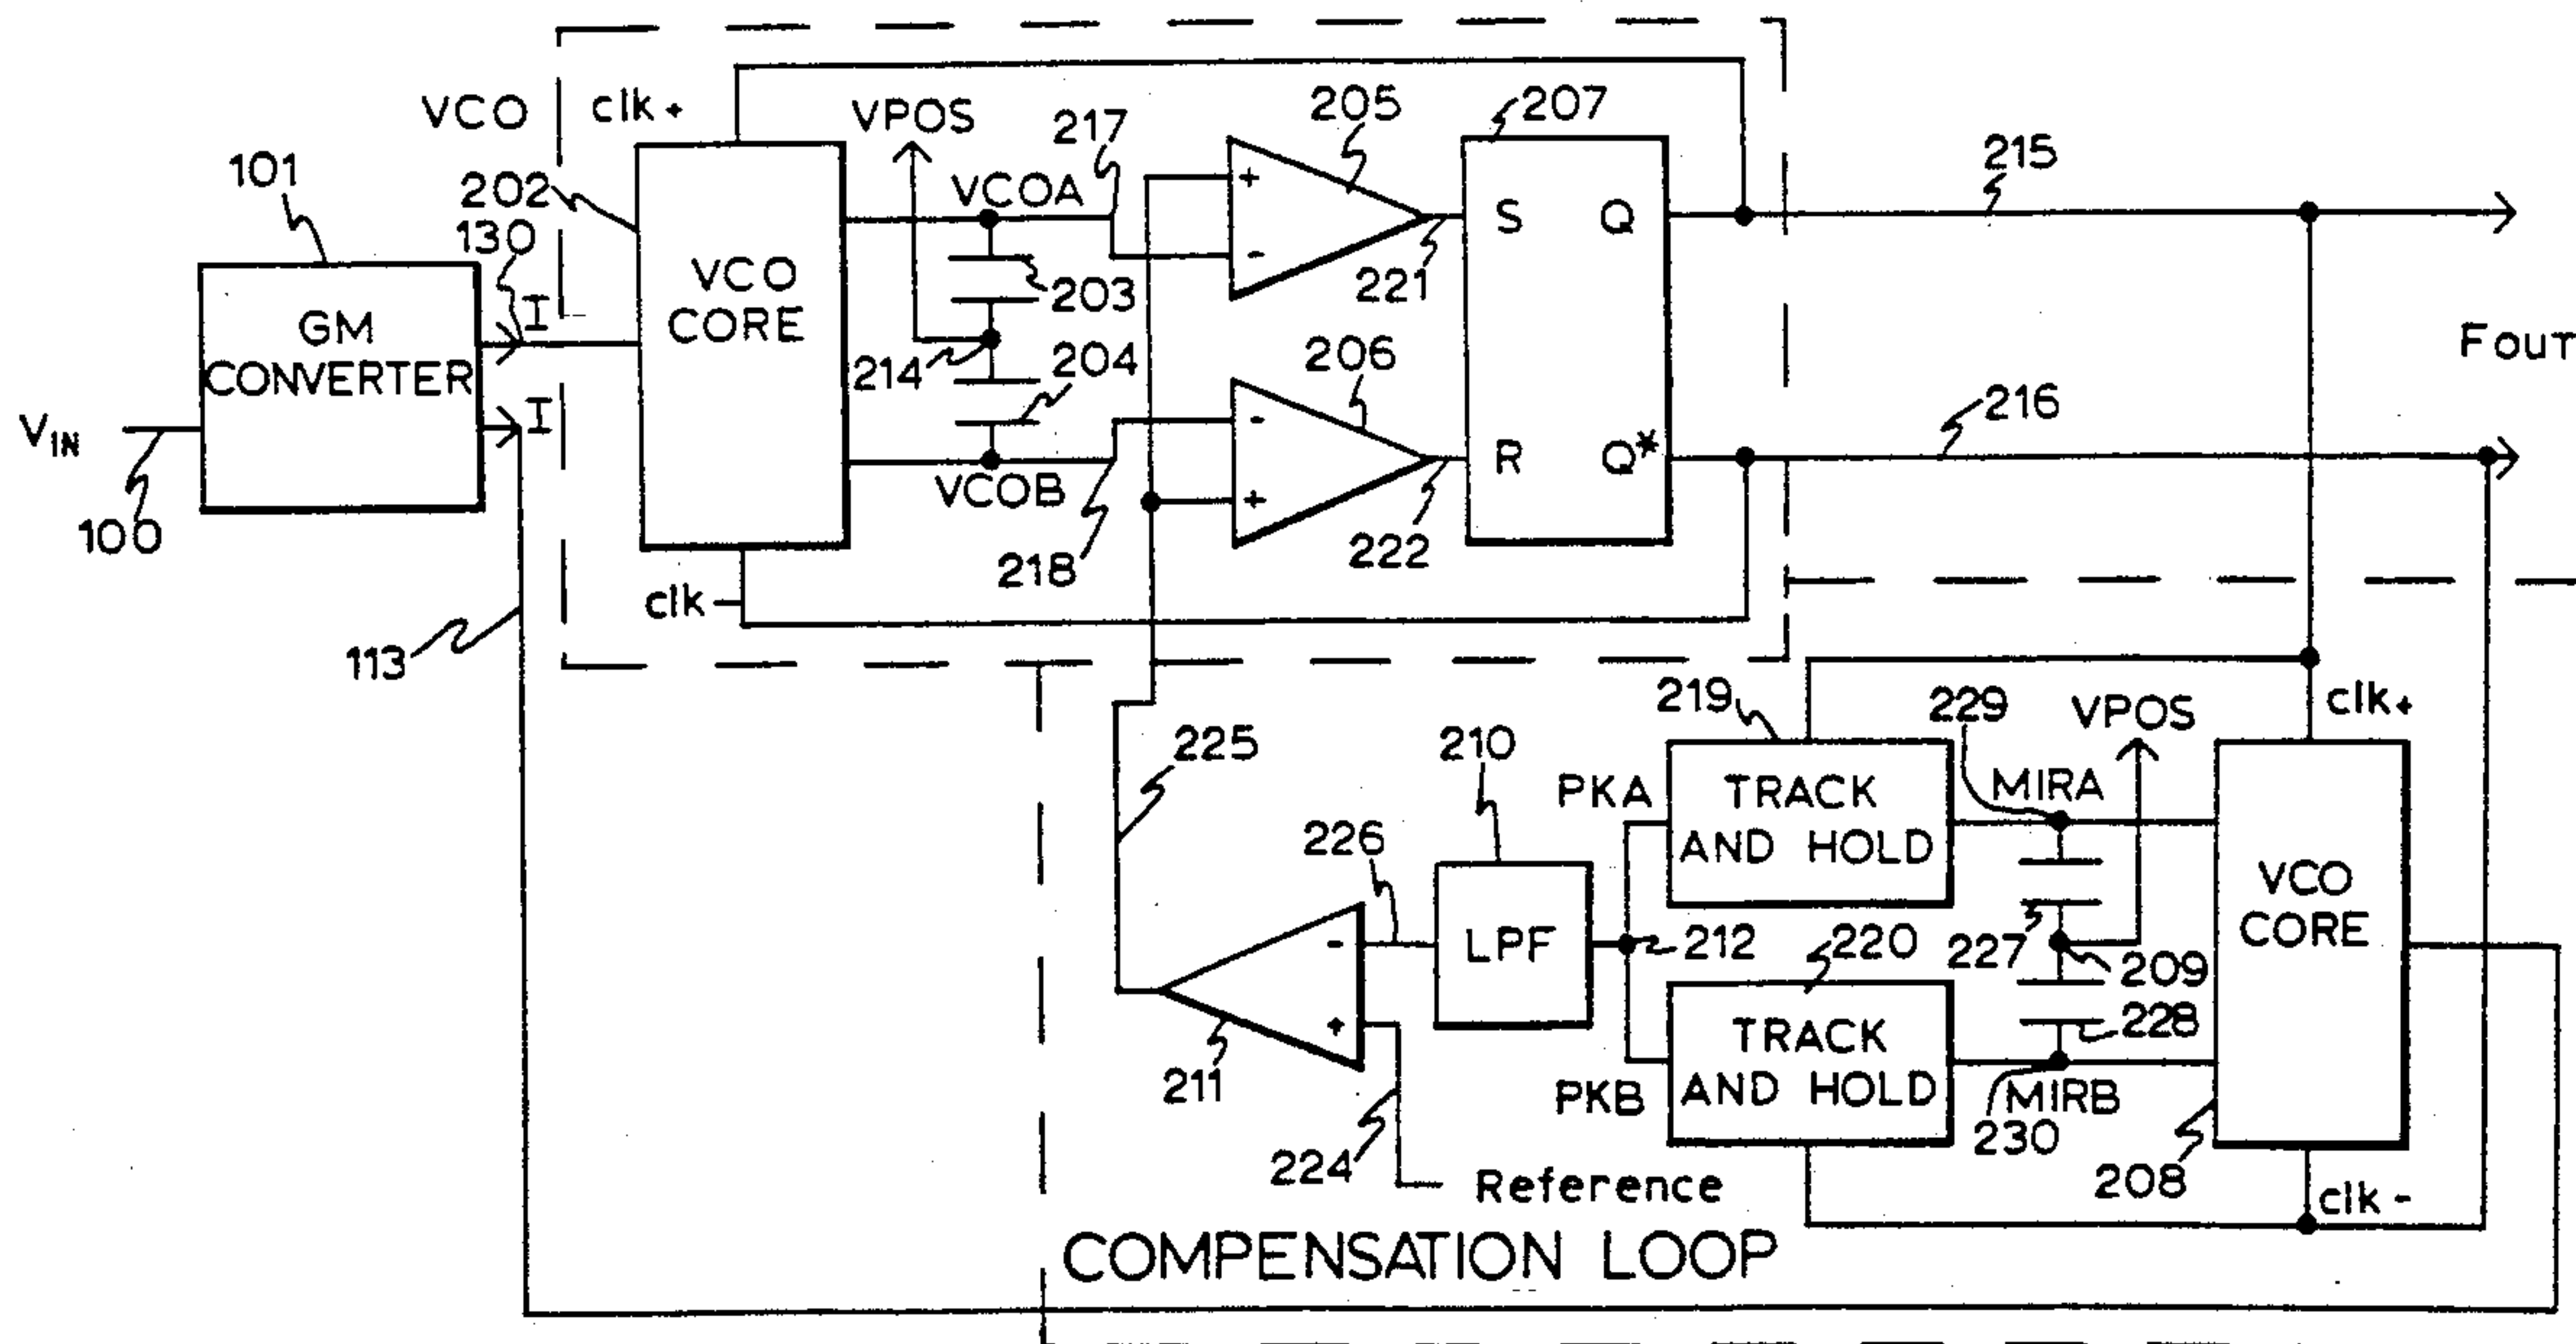 VCO
clk +
VPOS
217
205
207
215
101
202
130
VCOA
+
-
S
Q
221
GM
CONVERTER
I
VCO
CORE
203
214
204
206
FOUT
VIN
I
100
VCOB
-
+
R
Q*
222
216
218
clk -
113
219
229
VPOS
clk+
225
210
PKA
TRACK
AND HOLD
MIRA
226
LPF
212
227
209
VCO
CORE
-
+
211
220
228
PKB
TRACK
AND HOLD
MIRB
230
224
Reference
208
clk -
COMPENSATION LOOP